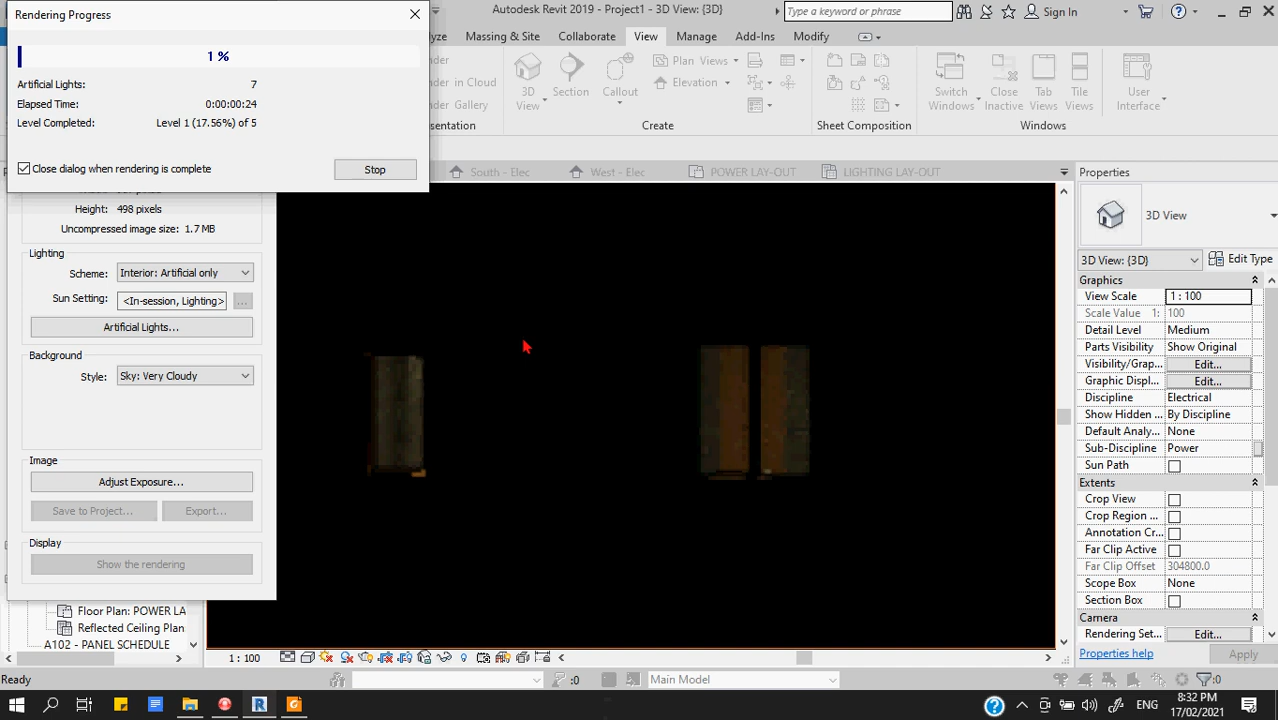 Rendering Progress
Autodesk Revit 2019 - Project1 - 3D View: {3D}
Type a keyword or phrase
Sign In
Massing & Site
Collaborate
View
Manage
Add-Ins
Modify
1 %
Artificial Lights: 7
Elapsed Time: 0:00:00:24
Level Completed: Level 1 (17.56%) of 5
Close dialog when rendering is complete
Stop
in Cloud
Gallery
3D View
Section
Callout
Plan Views
Elevation
Create
Sheet Composition
Switch Windows
Close Inactive
Tab Views
Tile Views
Windows
User Interface
South - Elec
West - Elec
POWER LAY-OUT
LIGHTING LAY-OUT
Height: 498 pixels
Uncompressed image size: 1.7 MB
Lighting
Scheme: Interior: Artificial only
Sun Setting: <In-session, Lighting>
...
Artificial Lights...
Background
Style: Sky: Very Cloudy
Image
Adjust Exposure...
Save to Project...
Export...
Display
Show the rendering
Floor Plan: POWER LA
Reflected Ceiling Plan
A102 - PANEL SCHEDULE
Properties
3D View
3D View: {3D}
Edit Type
Graphics
View Scale 1 : 100
Scale Value 1: 100
Detail Level Medium
Parts Visibility Show Original
Visibility/Grap... Edit...
Graphic Displ... Edit...
Discipline Electrical
Show Hidden ... By Discipline
Default Analy... None
Sub-Discipline Power
Sun Path
Extents
Crop View
Crop Region ...
Annotation Cr...
Far Clip Active
Far Clip Offset 304800.0
Scope Box None
Section Box
Camera
Rendering Set... Edit...
Properties help
Apply
1 : 100
Ready
:0
Main Model
:0
ENG
8:32 PM
17/02/2021